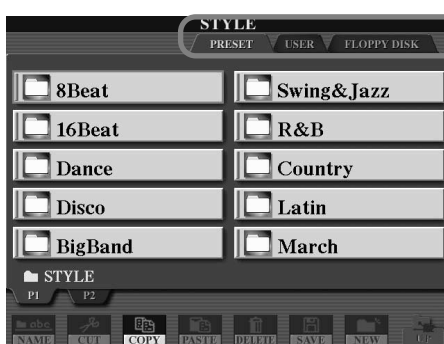 STYLE
PRESET USER FLOPPY DISK
8Beat Swing&Jazz
16Beat R&B
Dance Country
Disco Latin
BigBand March
STYLE
P1 P2
NAME CUT COPY PASTE DELETE SAVE NEW UP